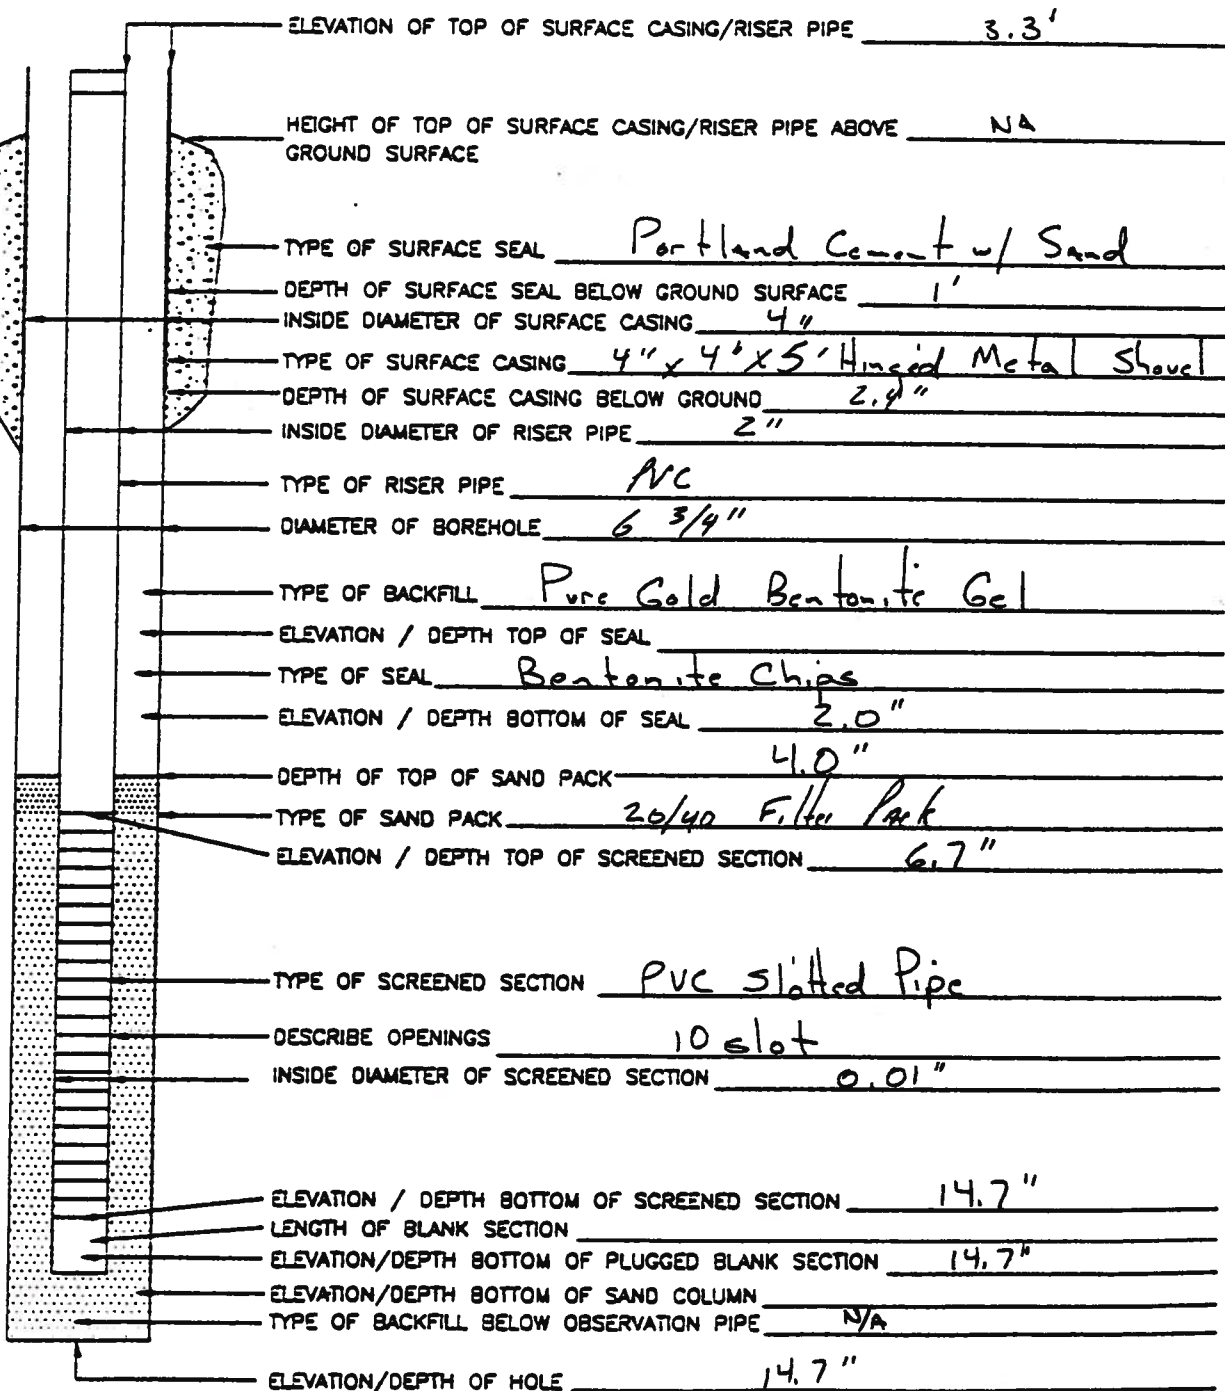 ELEVATION OF TOP OF SURFACE CASING/RISER PIPE 3.3'
HEIGHT OF TOP OF SURFACE CASING/RISER PIPE ABOVE NA
GROUND SURFACE
TYPE OF SURFACE SEAL Portland Cement w/ Sand
DEPTH OF SURFACE SEAL BELOW GROUND SURFACE 1'
INSIDE DIAMETER OF SURFACE CASING 4"
TYPE OF SURFACE CASING 4" x 4' x 5' Hinged Metal Shovel
DEPTH OF SURFACE CASING BELOW GROUND 2.4"
INSIDE DIAMETER OF RISER PIPE 2"
TYPE OF RISER PIPE PVC
DIAMETER OF BOREHOLE 6 3/4"
TYPE OF BACKFILL Pure Gold Bentonite Gel
ELEVATION / DEPTH TOP OF SEAL
TYPE OF SEAL Bentonite Chips
ELEVATION / DEPTH BOTTOM OF SEAL 2.0"
DEPTH OF TOP OF SAND PACK 4.0"
TYPE OF SAND PACK 20/40 Filter Pack
ELEVATION / DEPTH TOP OF SCREENED SECTION 6.7"
TYPE OF SCREENED SECTION PVC Slotted Pipe
DESCRIBE OPENINGS 10 slot
INSIDE DIAMETER OF SCREENED SECTION 0.01"
ELEVATION / DEPTH BOTTOM OF SCREENED SECTION 14.7"
LENGTH OF BLANK SECTION
ELEVATION/DEPTH BOTTOM OF PLUGGED BLANK SECTION 14.7"
ELEVATION/DEPTH BOTTOM OF SAND COLUMN
TYPE OF BACKFILL BELOW OBSERVATION PIPE N/A
ELEVATION/DEPTH OF HOLE 14.7"